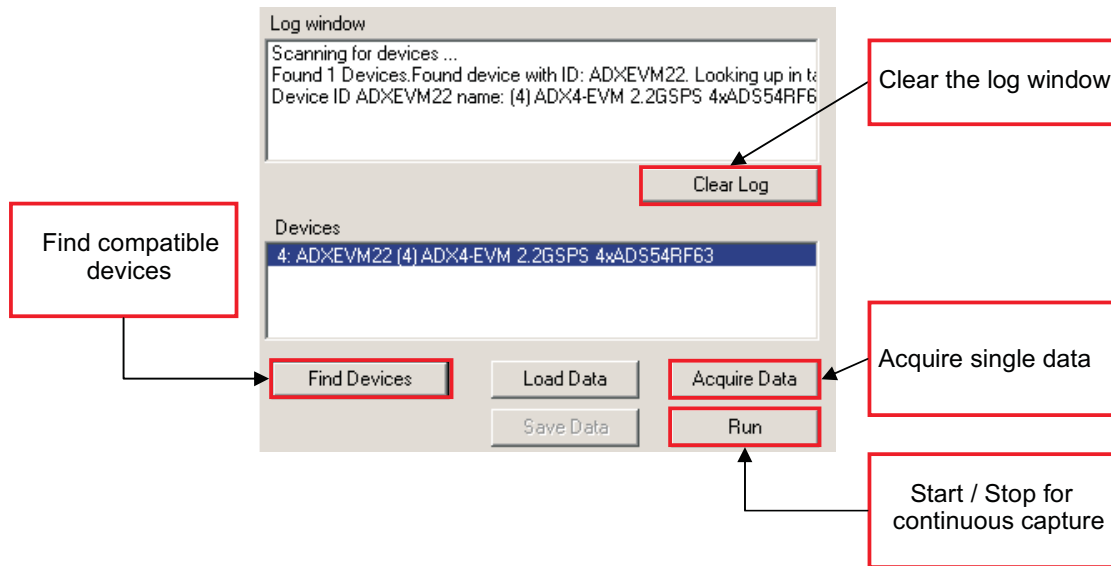 Log window
Scanning for devices ...
Found 1 Devices.Found device with ID: ADXEVM22. Looking up in ta
Device ID ADXEVM22 name: (4) ADX4-EVM 2.2GSPS 4xADS54RF6
Clear the log window
Clear Log
Find compatible
devices
Devices
4: ADXEVM22 (4) ADX4-EVM 2.2GSPS 4xADS54RF63
Acquire single data
Find Devices
Load Data
Acquire Data
Save Data
Run
Start / Stop for
continuous capture